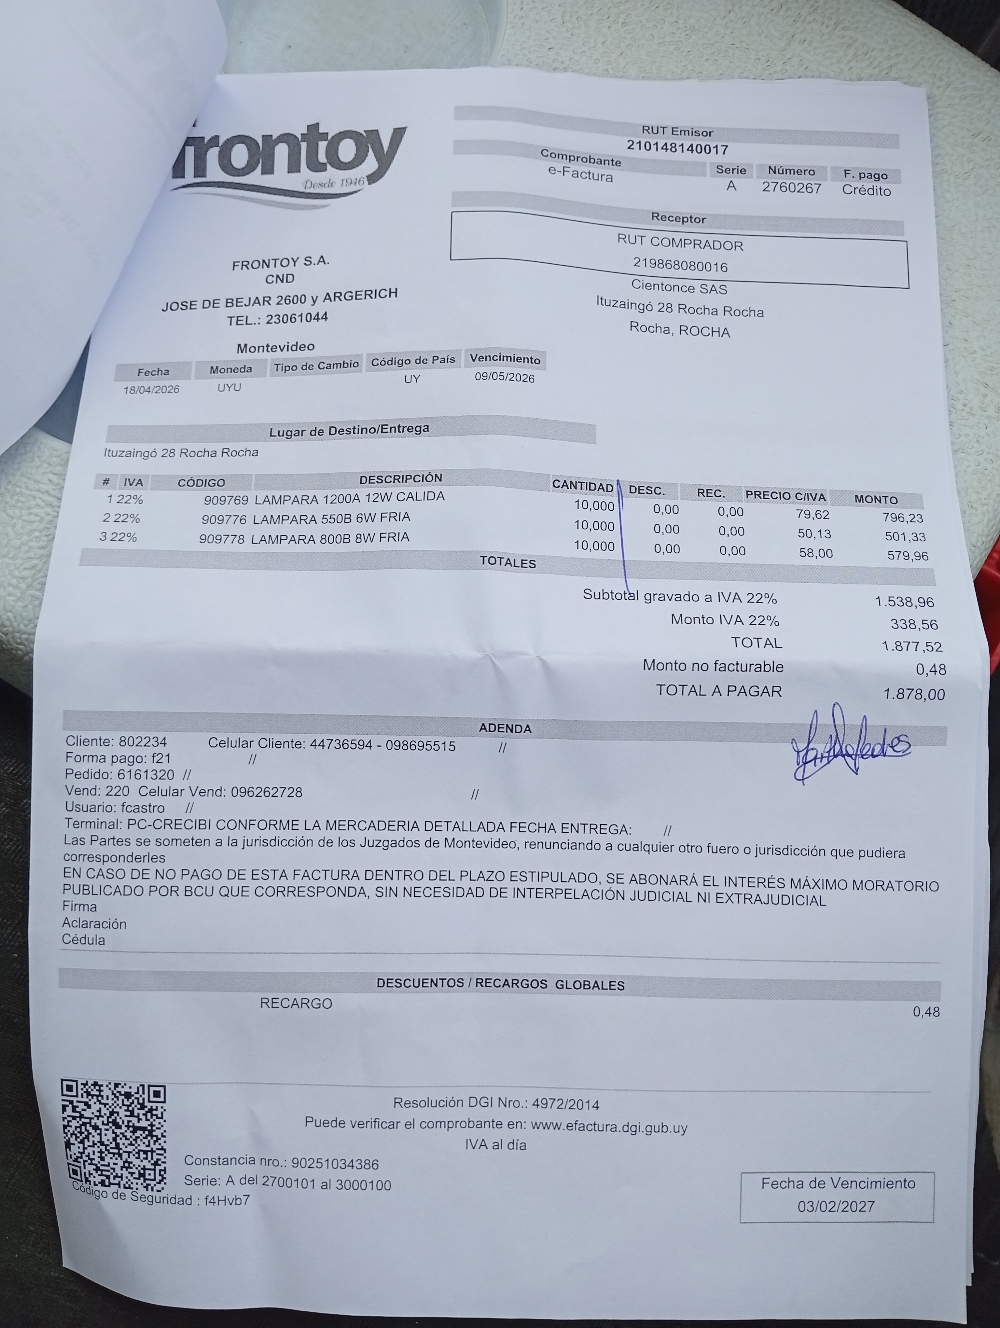 frontoy
Desde 1946
RUT Emisor
210148140017
Comprobante Serie Número F. pago
e-Factura A 2760267 Crédito
Receptor
RUT COMPRADOR
219868080016
Cientonce SAS
Ituzaingó 28 Rocha Rocha
Rocha, ROCHA
FRONTOY S.A.
CND
JOSE DE BEJAR 2600 y ARGERICH
TEL.: 23061044
Montevideo
Fecha Moneda Tipo de Cambio Código de País Vencimiento
18/04/2026 UYU UY 09/05/2026
Lugar de Destino/Entrega
Ituzaingó 28 Rocha Rocha
# IVA CÓDIGO DESCRIPCIÓN CANTIDAD DESC. REC. PRECIO C/IVA MONTO
1 22% 909769 LAMPARA 1200A 12W CALIDA 10,000 0,00 0,00 79,62 796,23
2 22% 909776 LAMPARA 550B 6W FRIA 10,000 0,00 0,00 50,13 501,33
3 22% 909778 LAMPARA 800B 8W FRIA 10,000 0,00 0,00 58,00 579,96
TOTALES
Subtotal gravado a IVA 22% 1.538,96
Monto IVA 22% 338,56
TOTAL 1.877,52
Monto no facturable 0,48
TOTAL A PAGAR 1.878,00
ADENDA
Cliente: 802234 Celular Cliente: 44736594 - 098695515 //
Forma pago: f21 //
Pedido: 6161320 //
Vend: 220 Celular Vend: 096262728 //
Usuario: fcastro //
Terminal: PC-CRECIBI CONFORME LA MERCADERIA DETALLADA FECHA ENTREGA: //
Las Partes se someten a la jurisdicción de los Juzgados de Montevideo, renunciando a cualquier otro fuero o jurisdicción que pudiera
corresponderles
EN CASO DE NO PAGO DE ESTA FACTURA DENTRO DEL PLAZO ESTIPULADO, SE ABONARÁ EL INTERÉS MÁXIMO MORATORIO
PUBLICADO POR BCU QUE CORRESPONDA, SIN NECESIDAD DE INTERPELACIÓN JUDICIAL NI EXTRAJUDICIAL
Firma
Aclaración
Cédula
DESCUENTOS / RECARGOS GLOBALES
RECARGO 0,48
Resolución DGI Nro.: 4972/2014
Puede verificar el comprobante en: www.efactura.dgi.gub.uy
IVA al día
Constancia nro.: 90251034386
Serie: A del 2700101 al 3000100
Código de Seguridad : f4Hvb7
Fecha de Vencimiento
03/02/2027